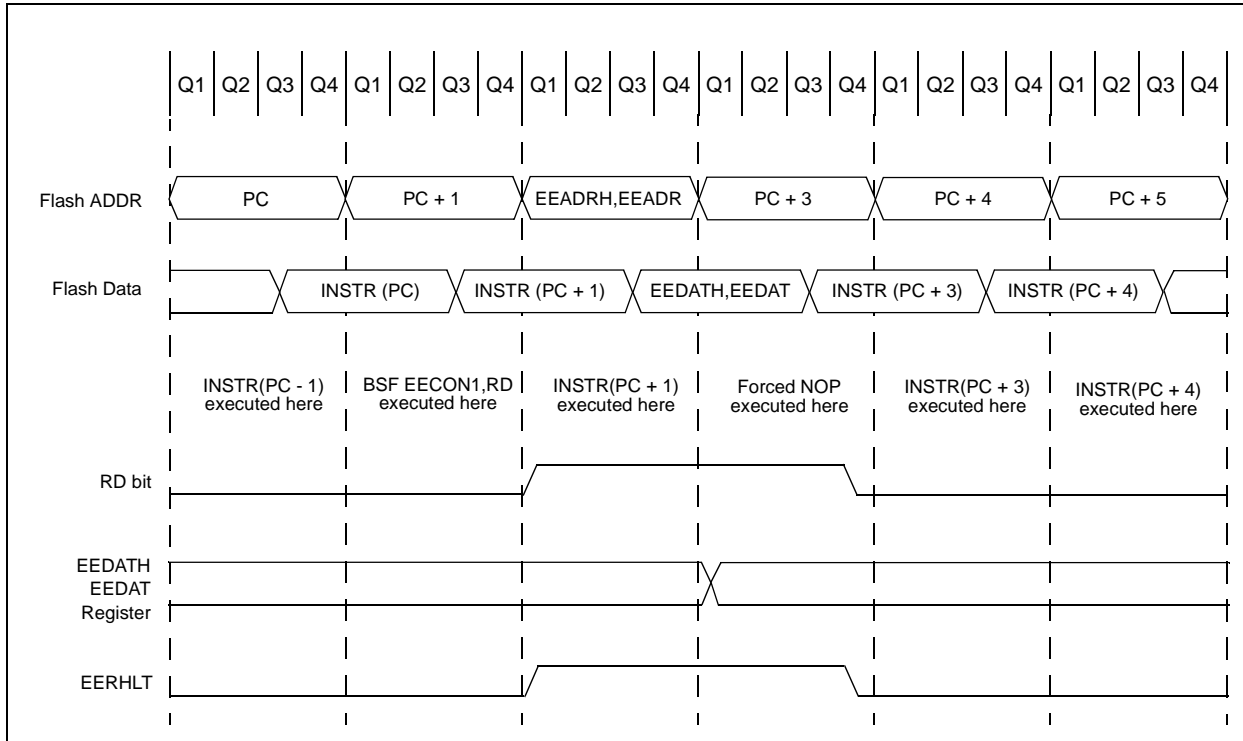 Q1 Q2 Q3 Q4 Q1 Q2 Q3 Q4 Q1 Q2 Q3 Q4 Q1 Q2 Q3 Q4 Q1 Q2 Q3 Q4 Q1 Q2 Q3 Q4
Flash ADDR PC PC + 1 EEADRH,EEADR PC + 3 PC + 4 PC + 5
Flash Data INSTR (PC) INSTR (PC + 1) EEDATH,EEDAT INSTR (PC + 3) INSTR (PC + 4)
INSTR(PC - 1) BSF EECON1,RD INSTR(PC + 1) Forced NOP INSTR(PC + 3) INSTR(PC + 4)
executed here executed here executed here executed here executed here executed here
RD bit
EEDATH
EEDAT
Register
EERHLT